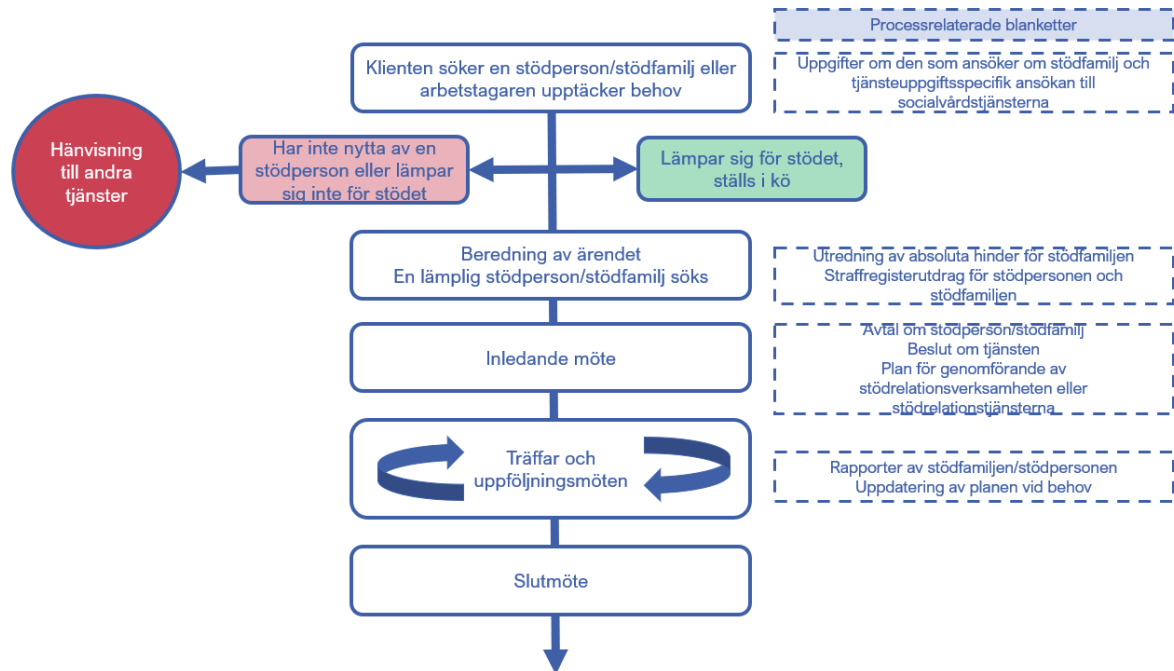 Processrelaterade blanketter
Klienten söker en stödperson/stödfamilj eller
arbetstagaren upptäcker behov
Uppgifter om den som ansöker om stödfamilj och
tjänsteuppgiftsspecifik ansökan till
socialvårdstjänsterna
Hänvisning
till andra
tjänster
Har inte nytta av en
stödperson eller lämpar
sig inte för stödet
Lämpar sig för stödet,
ställs i kö
Beredning av ärendet
En lämplig stödperson/stödfamilj söks
Utredning av absoluta hinder för stödfamiljen
Straffregisterutdrag för stödpersonen och
stödfamiljen
Inledande möte
Avtal om stödperson/stödfamilj
Beslut om tjänsten
Plan för genomförande av
stödrelationsverksamheten eller
stödrelationstjänsterna
Träffar och
uppföljningsmöten
Rapporter av stödfamiljen/stödpersonen
Uppdatering av planen vid behov
Slutmöte